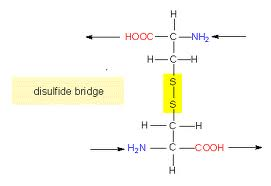 H
HOOC—C—NH₂
H—C—H
S
disulfide bridge
S
H—C—H
H₂N—C—COOH
H